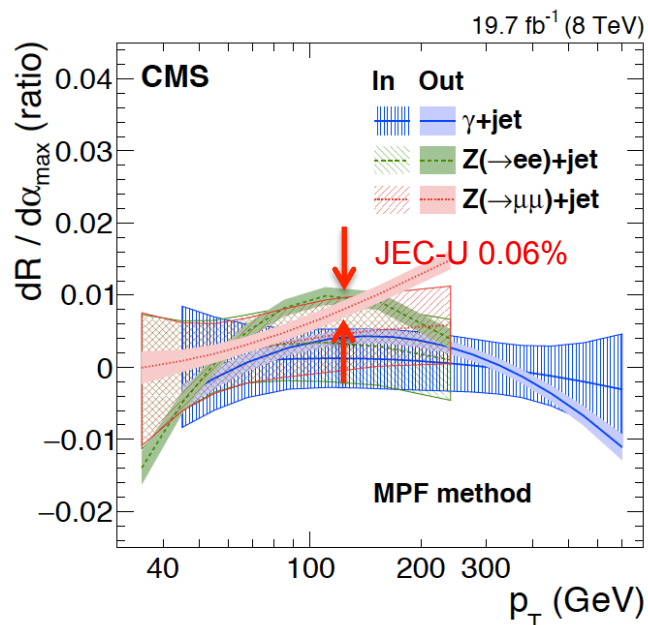 19.7 fb⁻¹ (8 TeV)
CMS
In Out
γ+jet
Z(→ee)+jet
Z(→μμ)+jet
JEC-U 0.06%
MPF method
dR / dα_max (ratio)
0.04
0.03
0.02
0.01
0
−0.01
−0.02
40 100 200 300
p_T (GeV)